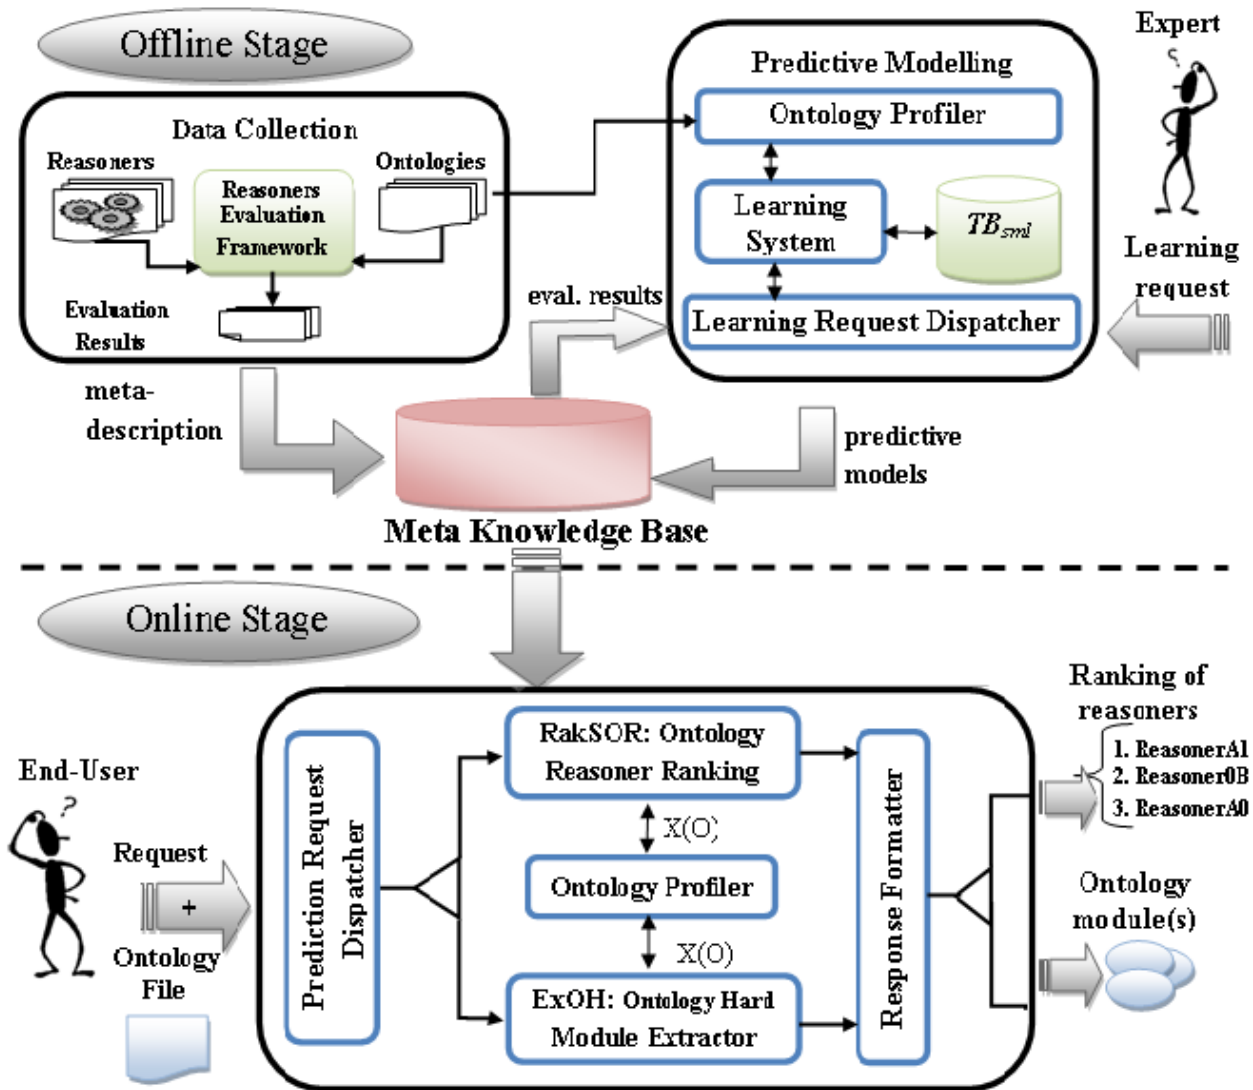 Offline Stage
Data Collection
Reasoners
Ontologies
Reasoners
Evaluation
Framework
Evaluation
Results
Predictive Modelling
Ontology Profiler
Learning
System
TBsml
Learning Request Dispatcher
Expert
?
Learning
request
eval. results
meta-
description
predictive
models
Meta Knowledge Base
Online Stage
End-User
?
Request
+
Ontology
File
Prediction Request
Dispatcher
RakSOR: Ontology
Reasoner Ranking
X(O)
Ontology Profiler
X(O)
ExOH: Ontology Hard
Module Extractor
Response Formatter
Ranking of
reasoners
1. ReasonerA1
2. Reasoner0B
3. ReasonerA0
Ontology
module(s)